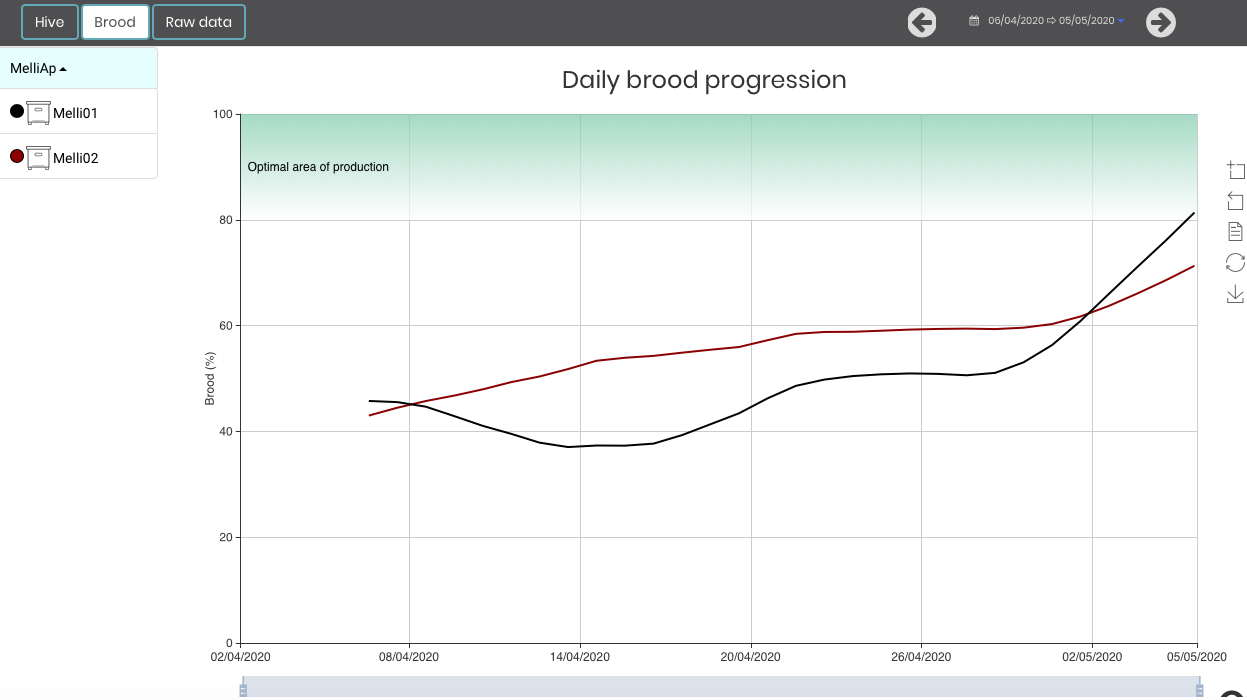 Hive Brood Raw data 06/04/2020 ⇨ 05/05/2020
MelliAp
Melli01
Melli02
Daily brood progression
Optimal area of production
Brood (%)
100
80
60
40
20
0
02/04/2020 08/04/2020 14/04/2020 20/04/2020 26/04/2020 02/05/2020 05/05/2020